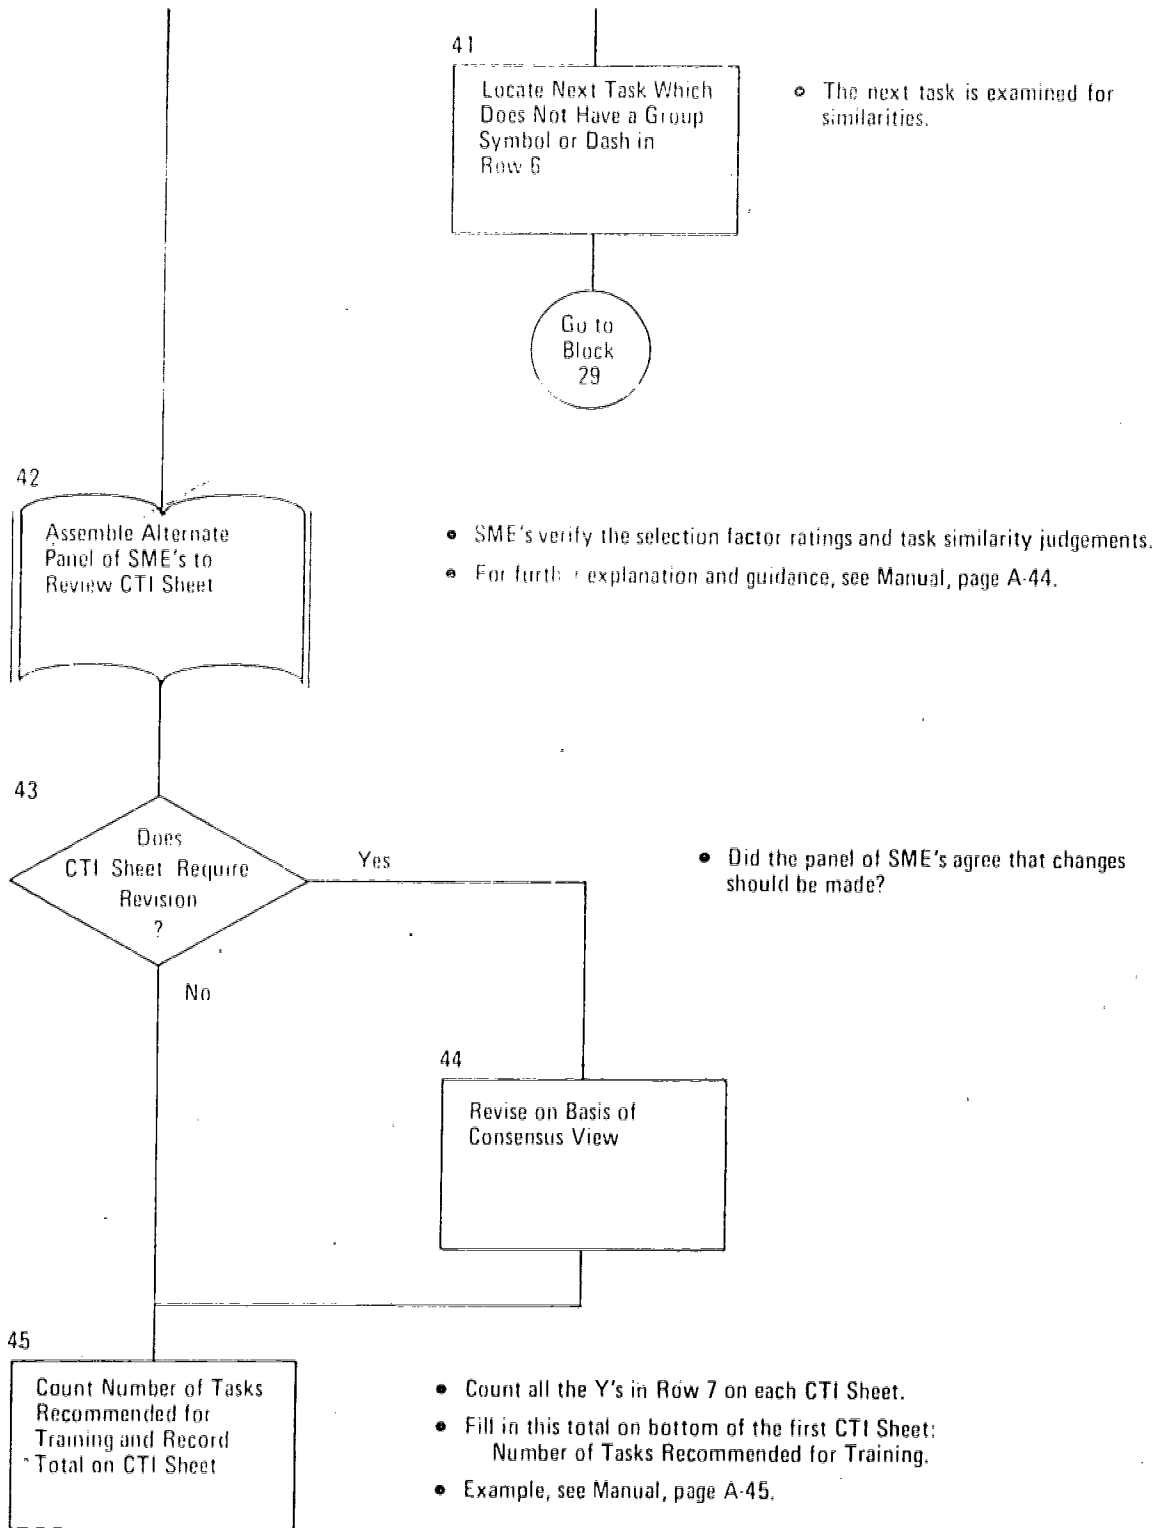 41
Locate Next Task Which
Does Not Have a Group
Symbol or Dash in
Row 6
• The next task is examined for
similarities.
Go to
Block
29
42
Assemble Alternate
Panel of SME's to
Review CTI Sheet
• SME's verify the selection factor ratings and task similarity judgements.
• For explanation and guidance, see Manual, page A-44.
43
Does
CTI Sheet Require
Revision
?
Yes
No
• Did the panel of SME's agree that changes
should be made?
44
Revise on Basis of
Consensus View
45
Count Number of Tasks
Recommended for
Training and Record
Total on CTI Sheet
• Count all the Y's in Row 7 on each CTI Sheet.
• Fill in this total on bottom of the first CTI Sheet:
Number of Tasks Recommended for Training.
• Example, see Manual, page A-45.